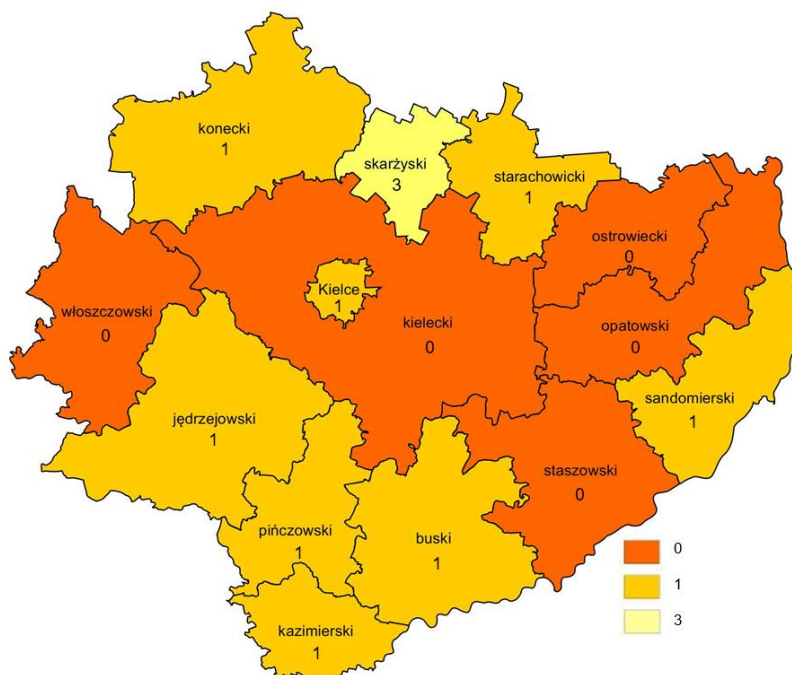 konecki
1
skarżyski
3
starachowicki
1
ostrowiecki
0
Kielce
1
włoszczowski
0
kielecki
0
opatowski
0
sandomierski
1
jędrzejowski
1
staszowski
0
pińczowski
1
buski
1
kazimierski
1
0
1
3